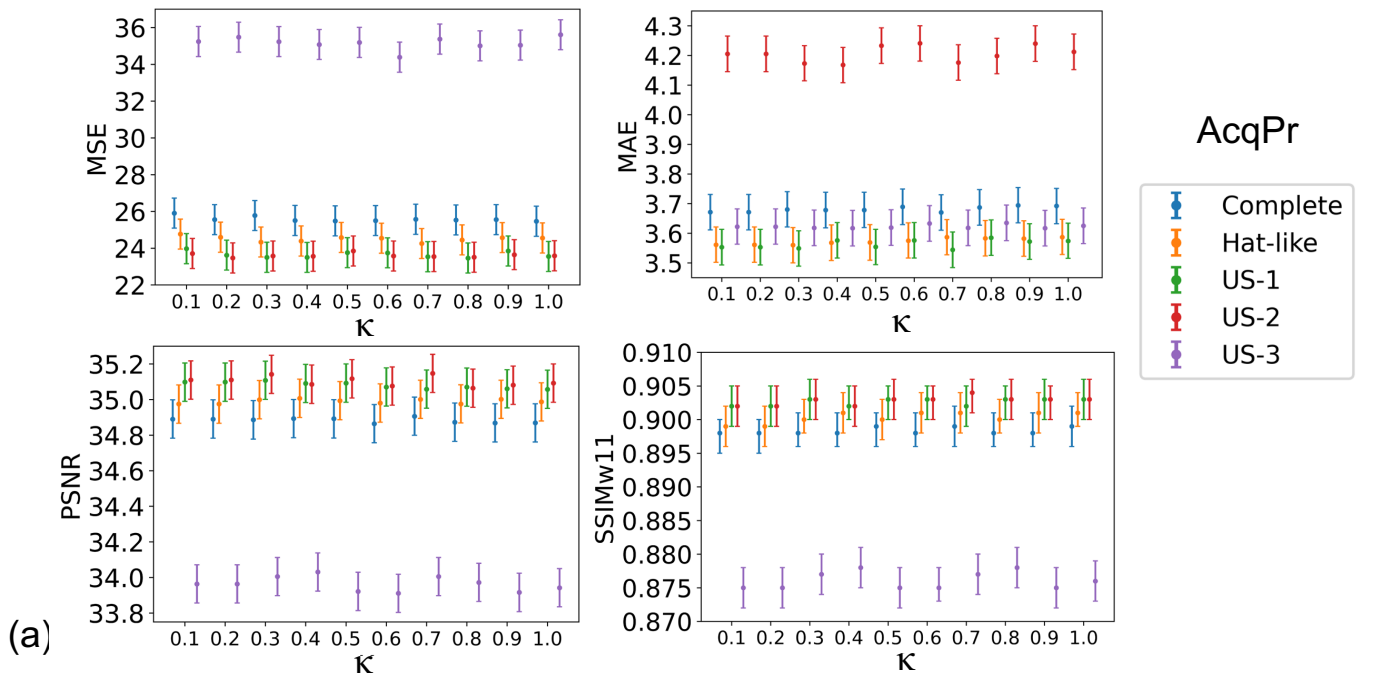 MSE
36
34
32
30
28
26
24
22
0.1 0.2 0.3 0.4 0.5 0.6 0.7 0.8 0.9 1.0
κ
MAE
4.3
4.2
4.1
4.0
3.9
3.8
3.7
3.6
3.5
0.1 0.2 0.3 0.4 0.5 0.6 0.7 0.8 0.9 1.0
κ
AcqPr
Complete
Hat-like
US-1
US-2
US-3
PSNR
35.2
35.0
34.8
34.6
34.4
34.2
34.0
33.8
0.1 0.2 0.3 0.4 0.5 0.6 0.7 0.8 0.9 1.0
κ
SSIMw11
0.910
0.905
0.900
0.895
0.890
0.885
0.880
0.875
0.870
0.1 0.2 0.3 0.4 0.5 0.6 0.7 0.8 0.9 1.0
κ
(a)